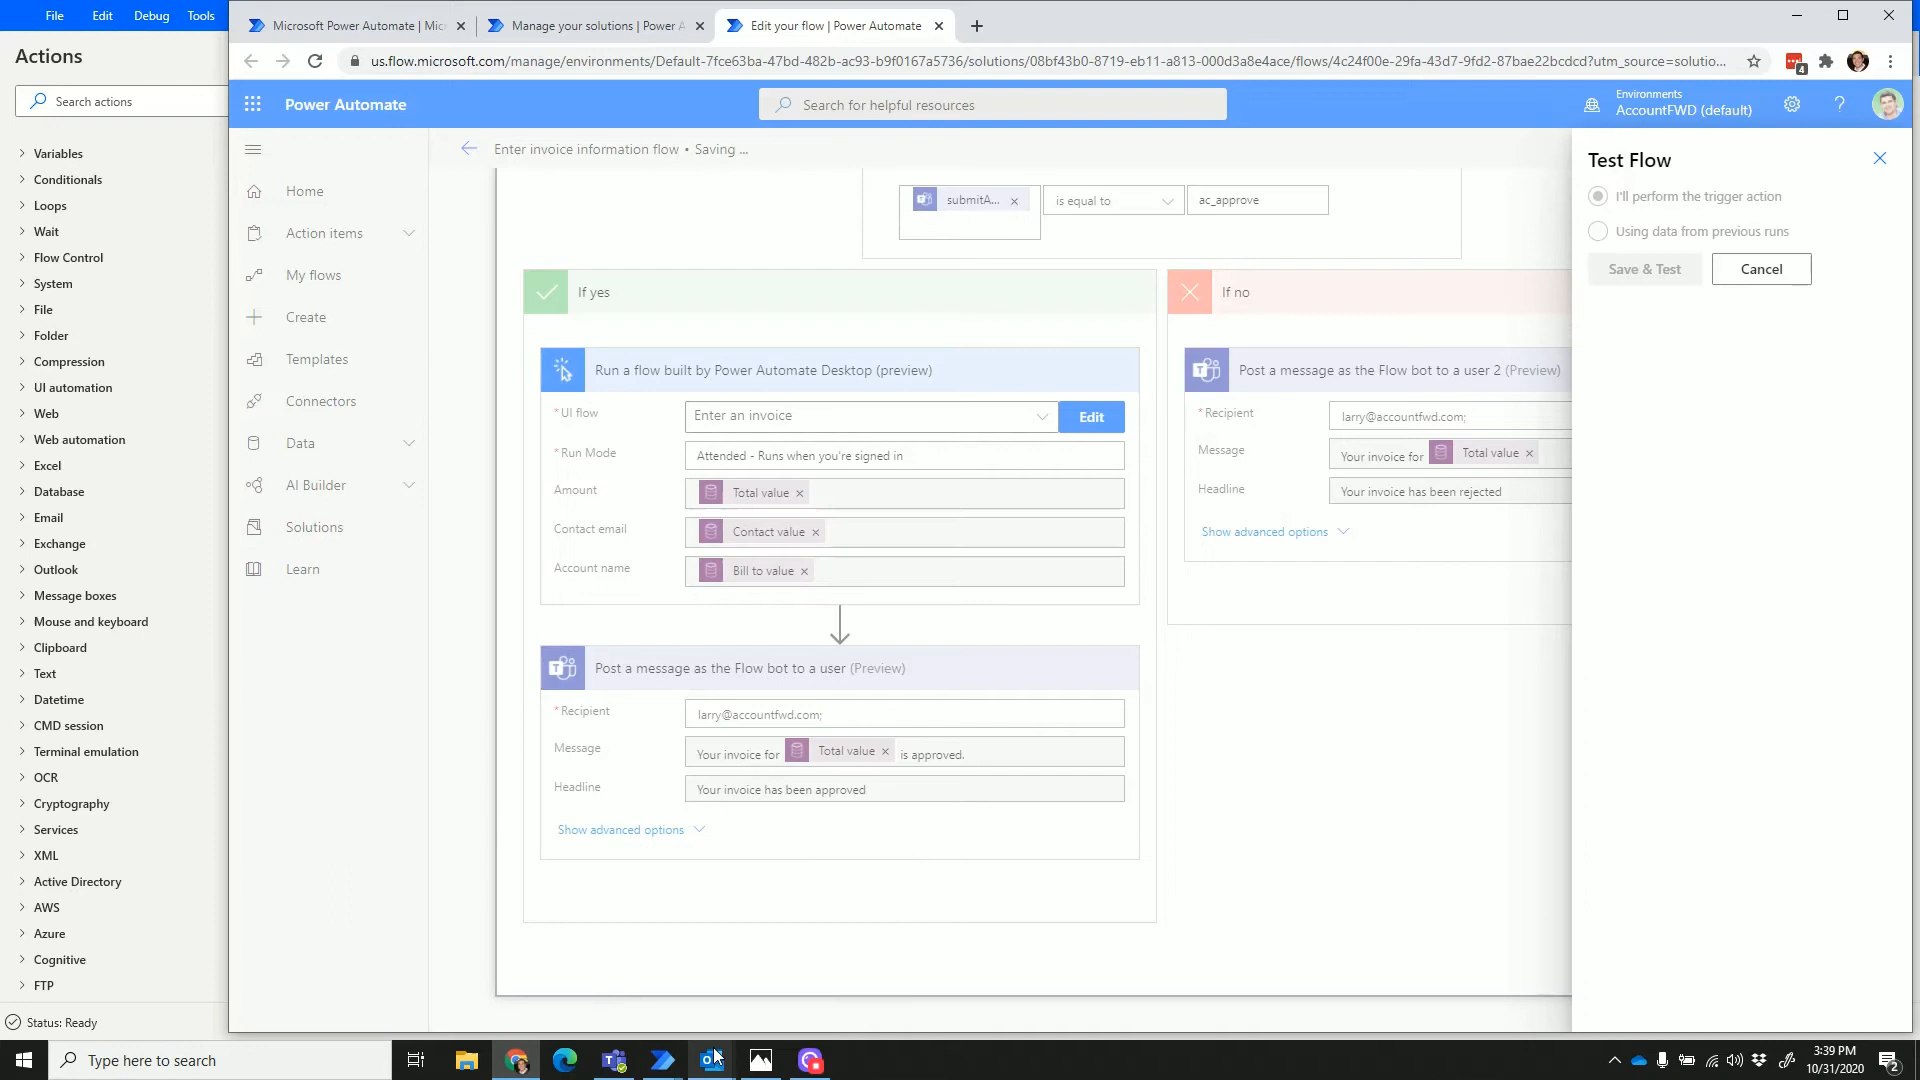 File Edit Debug Tools
Microsoft Power Automate | Micr
Manage your solutions | Power A
Edit your flow | Power Automate
us.flow.microsoft.com/manage/environments/Default-7fce63ba-47bd-482b-ac93-b9f0167a5736/solutions/08bf43b0-8719-eb11-a813-000d3a8e4ace/flows/4c24f00e-29fa-43d7-9fd2-87bae22bcdcd?utm_source=solutio...
4
Actions
Search actions
Variables
Conditionals
Loops
Wait
Flow Control
System
File
Folder
Compression
UI automation
Web
Web automation
Excel
Database
Email
Exchange
Outlook
Message boxes
Mouse and keyboard
Clipboard
Text
Datetime
CMD session
Terminal emulation
OCR
Cryptography
Services
XML
Active Directory
AWS
Azure
Cognitive
FTP
Status: Ready
Power Automate
Search for helpful resources
Environments
AccountFWD (default)
?
Home
Action items
My flows
Create
Templates
Connectors
Data
AI Builder
Solutions
Learn
Enter invoice information flow • Saving ...
submitA... ×
is equal to
ac_approve
If yes
Run a flow built by Power Automate Desktop (preview)
* UI flow
Enter an invoice
Edit
* Run Mode
Attended - Runs when you're signed in
Amount
Total value ×
Contact email
Contact value ×
Account name
Bill to value ×
Post a message as the Flow bot to a user (Preview)
* Recipient
larry@accountfwd.com;
Message
Your invoice for Total value × is approved.
Headline
Your invoice has been approved
Show advanced options
If no
Post a message as the Flow bot to a user 2 (Preview)
* Recipient
larry@accountfwd.com;
Message
Your invoice for Total value ×
Headline
Your invoice has been rejected
Show advanced options
Test Flow
I'll perform the trigger action
Using data from previous runs
Save & Test
Cancel
Type here to search
3:39 PM
10/31/2020
2